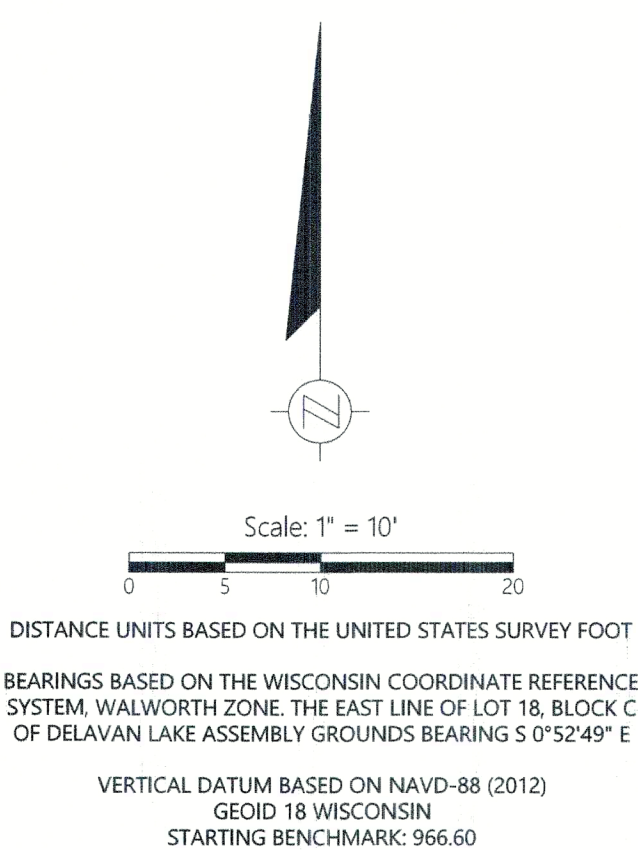 N
Scale: 1" = 10'
0 5 10 20
DISTANCE UNITS BASED ON THE UNITED STATES SURVEY FOOT
BEARINGS BASED ON THE WISCONSIN COORDINATE REFERENCE
SYSTEM, WALWORTH ZONE. THE EAST LINE OF LOT 18, BLOCK C
OF DELAVAN LAKE ASSEMBLY GROUNDS BEARING S 0°52'49" E
VERTICAL DATUM BASED ON NAVD-88 (2012)
GEOID 18 WISCONSIN
STARTING BENCHMARK: 966.60